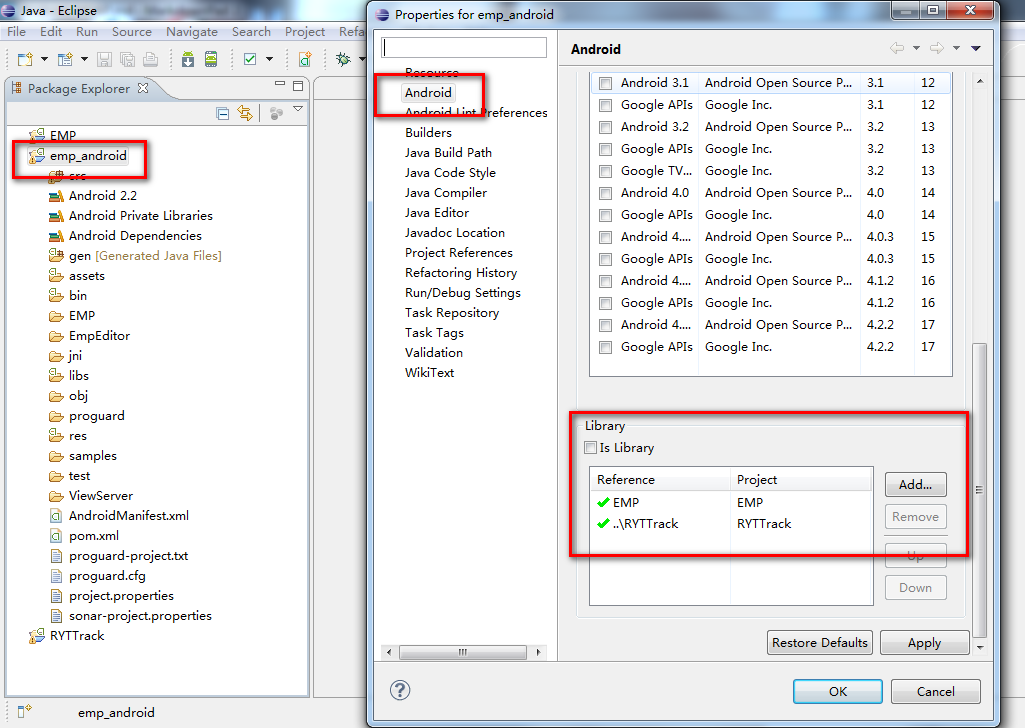 Java - Eclipse
File Edit Run Source Navigate Search Project Refa
Package Explorer
EMP
emp_android
src
Android 2.2
Android Private Libraries
Android Dependencies
gen [Generated Java Files]
assets
bin
EMP
EmpEditor
jni
libs
obj
proguard
res
samples
test
ViewServer
AndroidManifest.xml
pom.xml
proguard-project.txt
proguard.cfg
project.properties
sonar-project.properties
RYTTrack
emp_android
Properties for emp_android
Resource
Android
Android Lint Preferences
Builders
Java Build Path
Java Code Style
Java Compiler
Java Editor
Javadoc Location
Project References
Refactoring History
Run/Debug Settings
Task Repository
Task Tags
Validation
WikiText
Android
Android 3.1 Android Open Source P... 3.1 12
Google APIs Google Inc. 3.1 12
Android 3.2 Android Open Source P... 3.2 13
Google APIs Google Inc. 3.2 13
Google TV... Google Inc. 3.2 13
Android 4.0 Android Open Source P... 4.0 14
Google APIs Google Inc. 4.0 14
Android 4.... Android Open Source P... 4.0.3 15
Google APIs Google Inc. 4.0.3 15
Android 4.... Android Open Source P... 4.1.2 16
Google APIs Google Inc. 4.1.2 16
Android 4.... Android Open Source P... 4.2.2 17
Google APIs Google Inc. 4.2.2 17
Library
Is Library
Reference Project
EMP EMP
..\RYTTrack RYTTrack
Add...
Remove
Up
Down
Restore Defaults Apply
OK Cancel